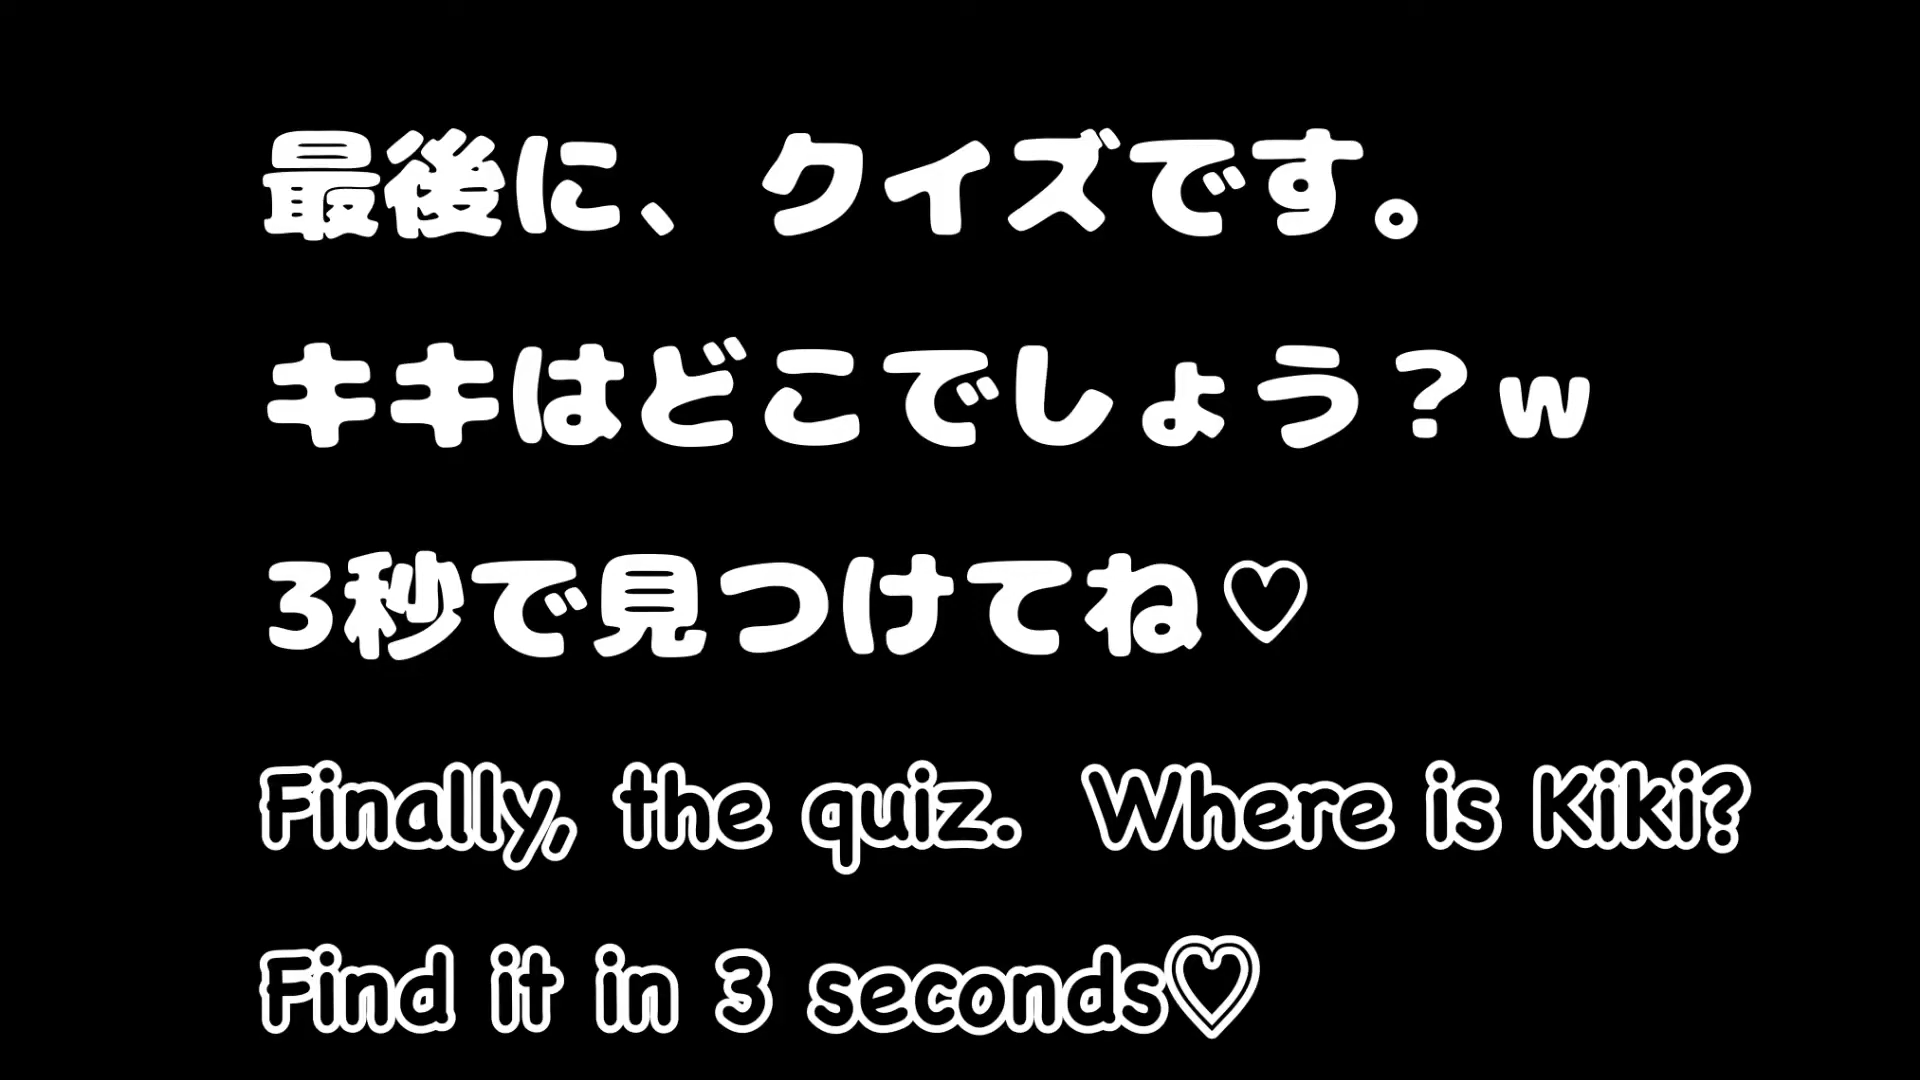 最後に、クイズです。
キキはどこでしょう？w
3秒で見つけてね♡
Finally, the quiz. Where is Kiki?
Find it in 3 seconds♡